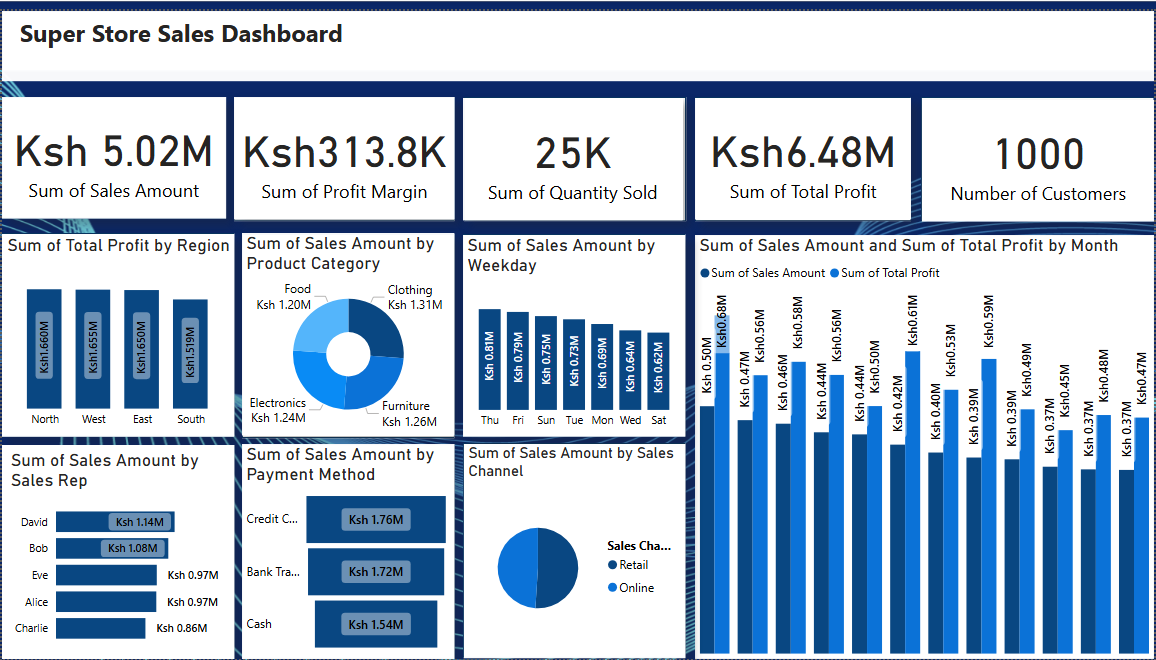 Super Store Sales Dashboard
Ksh 5.02M
Sum of Sales Amount
Ksh313.8K
Sum of Profit Margin
25K
Sum of Quantity Sold
Ksh6.48M
Sum of Total Profit
1000
Number of Customers
Sum of Total Profit by Region
Ksh1.660M
Ksh1.655M
Ksh1.650M
Ksh1.519M
North West East South
Sum of Sales Amount by
Product Category
Food
Ksh 1.20M
Clothing
Ksh 1.31M
Electronics
Ksh 1.24M
Furniture
Ksh 1.26M
Sum of Sales Amount by
Weekday
Ksh 0.81M
Ksh 0.79M
Ksh 0.75M
Ksh 0.73M
Ksh 0.69M
Ksh 0.64M
Ksh 0.62M
Thu Fri Sun Tue Mon Wed Sat
Sum of Sales Amount and Sum of Total Profit by Month
Sum of Sales Amount Sum of Total Profit
Ksh 0.50M
Ksh0.68M
Ksh 0.47M
Ksh0.56M
Ksh 0.46M
Ksh0.58M
Ksh 0.44M
Ksh0.56M
Ksh 0.44M
Ksh0.50M
Ksh 0.42M
Ksh0.61M
Ksh 0.40M
Ksh0.53M
Ksh 0.39M
Ksh0.59M
Ksh 0.39M
Ksh0.49M
Ksh 0.37M
Ksh0.45M
Ksh 0.37M
Ksh0.48M
Ksh 0.37M
Ksh0.47M
Sum of Sales Amount by
Sales Rep
David Ksh 1.14M
Bob Ksh 1.08M
Eve Ksh 0.97M
Alice Ksh 0.97M
Charlie Ksh 0.86M
Sum of Sales Amount by
Payment Method
Credit C... Ksh 1.76M
Bank Tra... Ksh 1.72M
Cash Ksh 1.54M
Sum of Sales Amount by Sales
Channel
Sales Cha...
Retail
Online